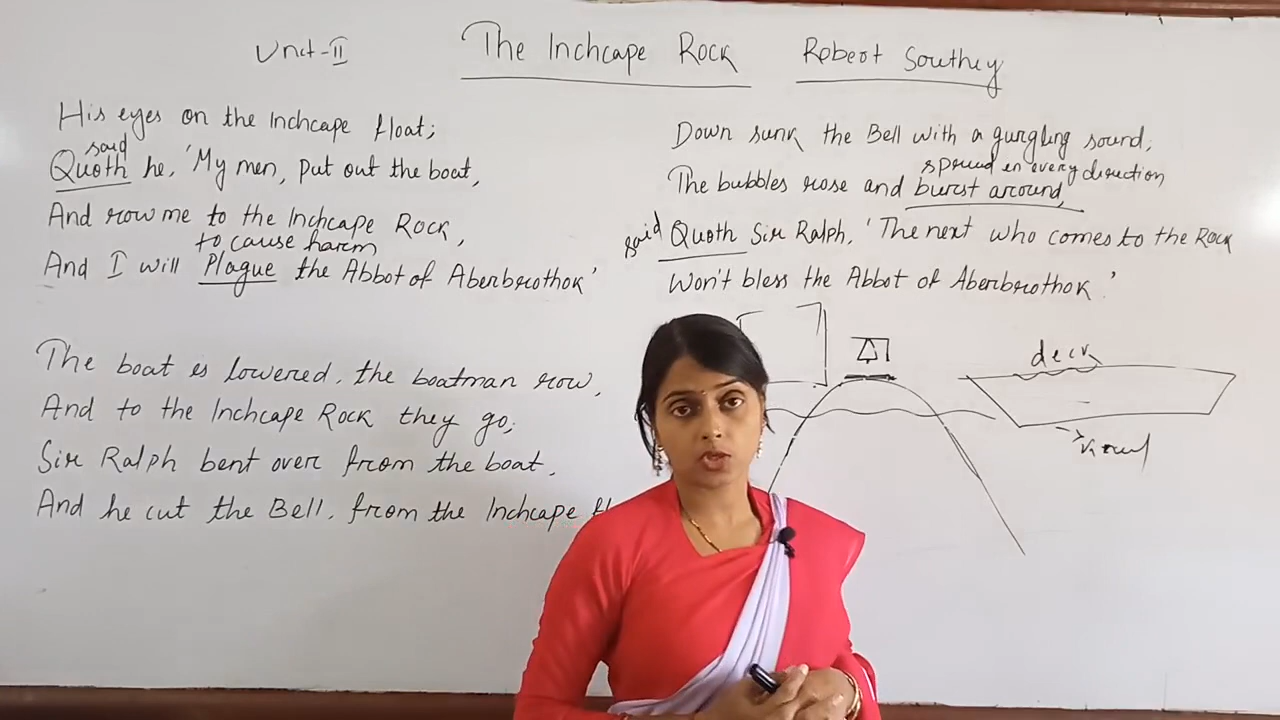 Unit-II
The Inchcape Rock
Robert Southey
His eyes on the Inchcape float;
said
Quoth he, 'My men, put out the boat,
And row me to the Inchcape Rock,
to cause harm
And I will Plague the Abbot of Aberbrothok'
The boat is lowered, the boatman row,
And to the Inchcape Rock they go;
Sir Ralph bent over from the boat,
And he cut the Bell, from the Inchcape
Down sunk the Bell with a gurgling sound,
spread in every direction
The bubbles rose and burst around,
said Quoth Sir Ralph, 'The next who comes to the Rock
Won't bless the Abbot of Aberbrothok.'
deck